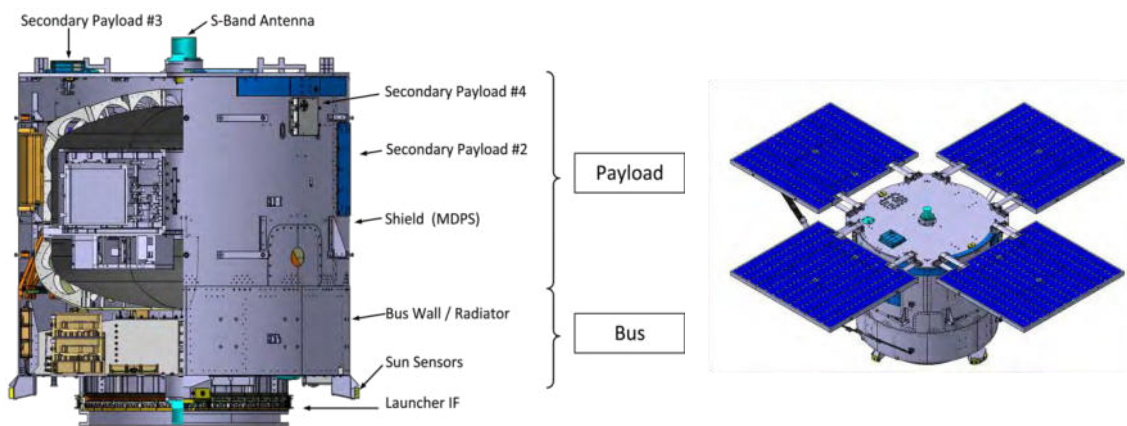 Secondary Payload #3
S-Band Antenna
Secondary Payload #4
Secondary Payload #2
Payload
Shield (MDPS)
Bus Wall / Radiator
Bus
Sun Sensors
Launcher IF